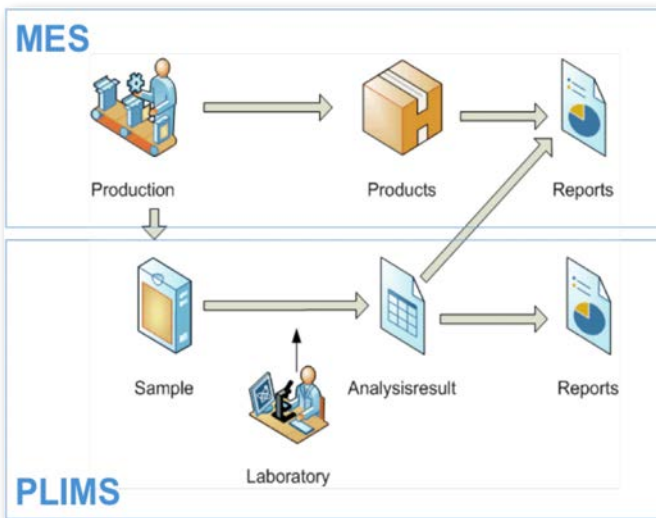 MES
Production
Products
Reports
Sample
Analysisresult
Reports
Laboratory
PLIMS